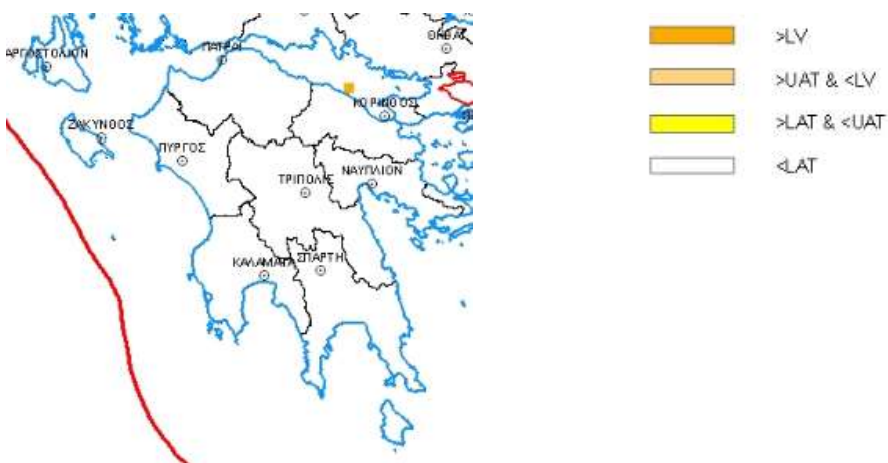 ΠΑΤΡΑΙ
ΘΗΒΑΙ
ΑΡΓΟΣΤΟΛΙΟΝ
ΚΟΡΙΝΘΟΣ
ΖΑΚΥΝΘΟΣ
ΠΥΡΓΟΣ
ΝΑΥΠΛΙΟΝ
ΤΡΙΠΟΛΙΣ
ΚΑΛΑΜΑΤΑ
ΣΠΑΡΤΗ
>LV
>UAT & <LV
>LAT & <UAT
<LAT